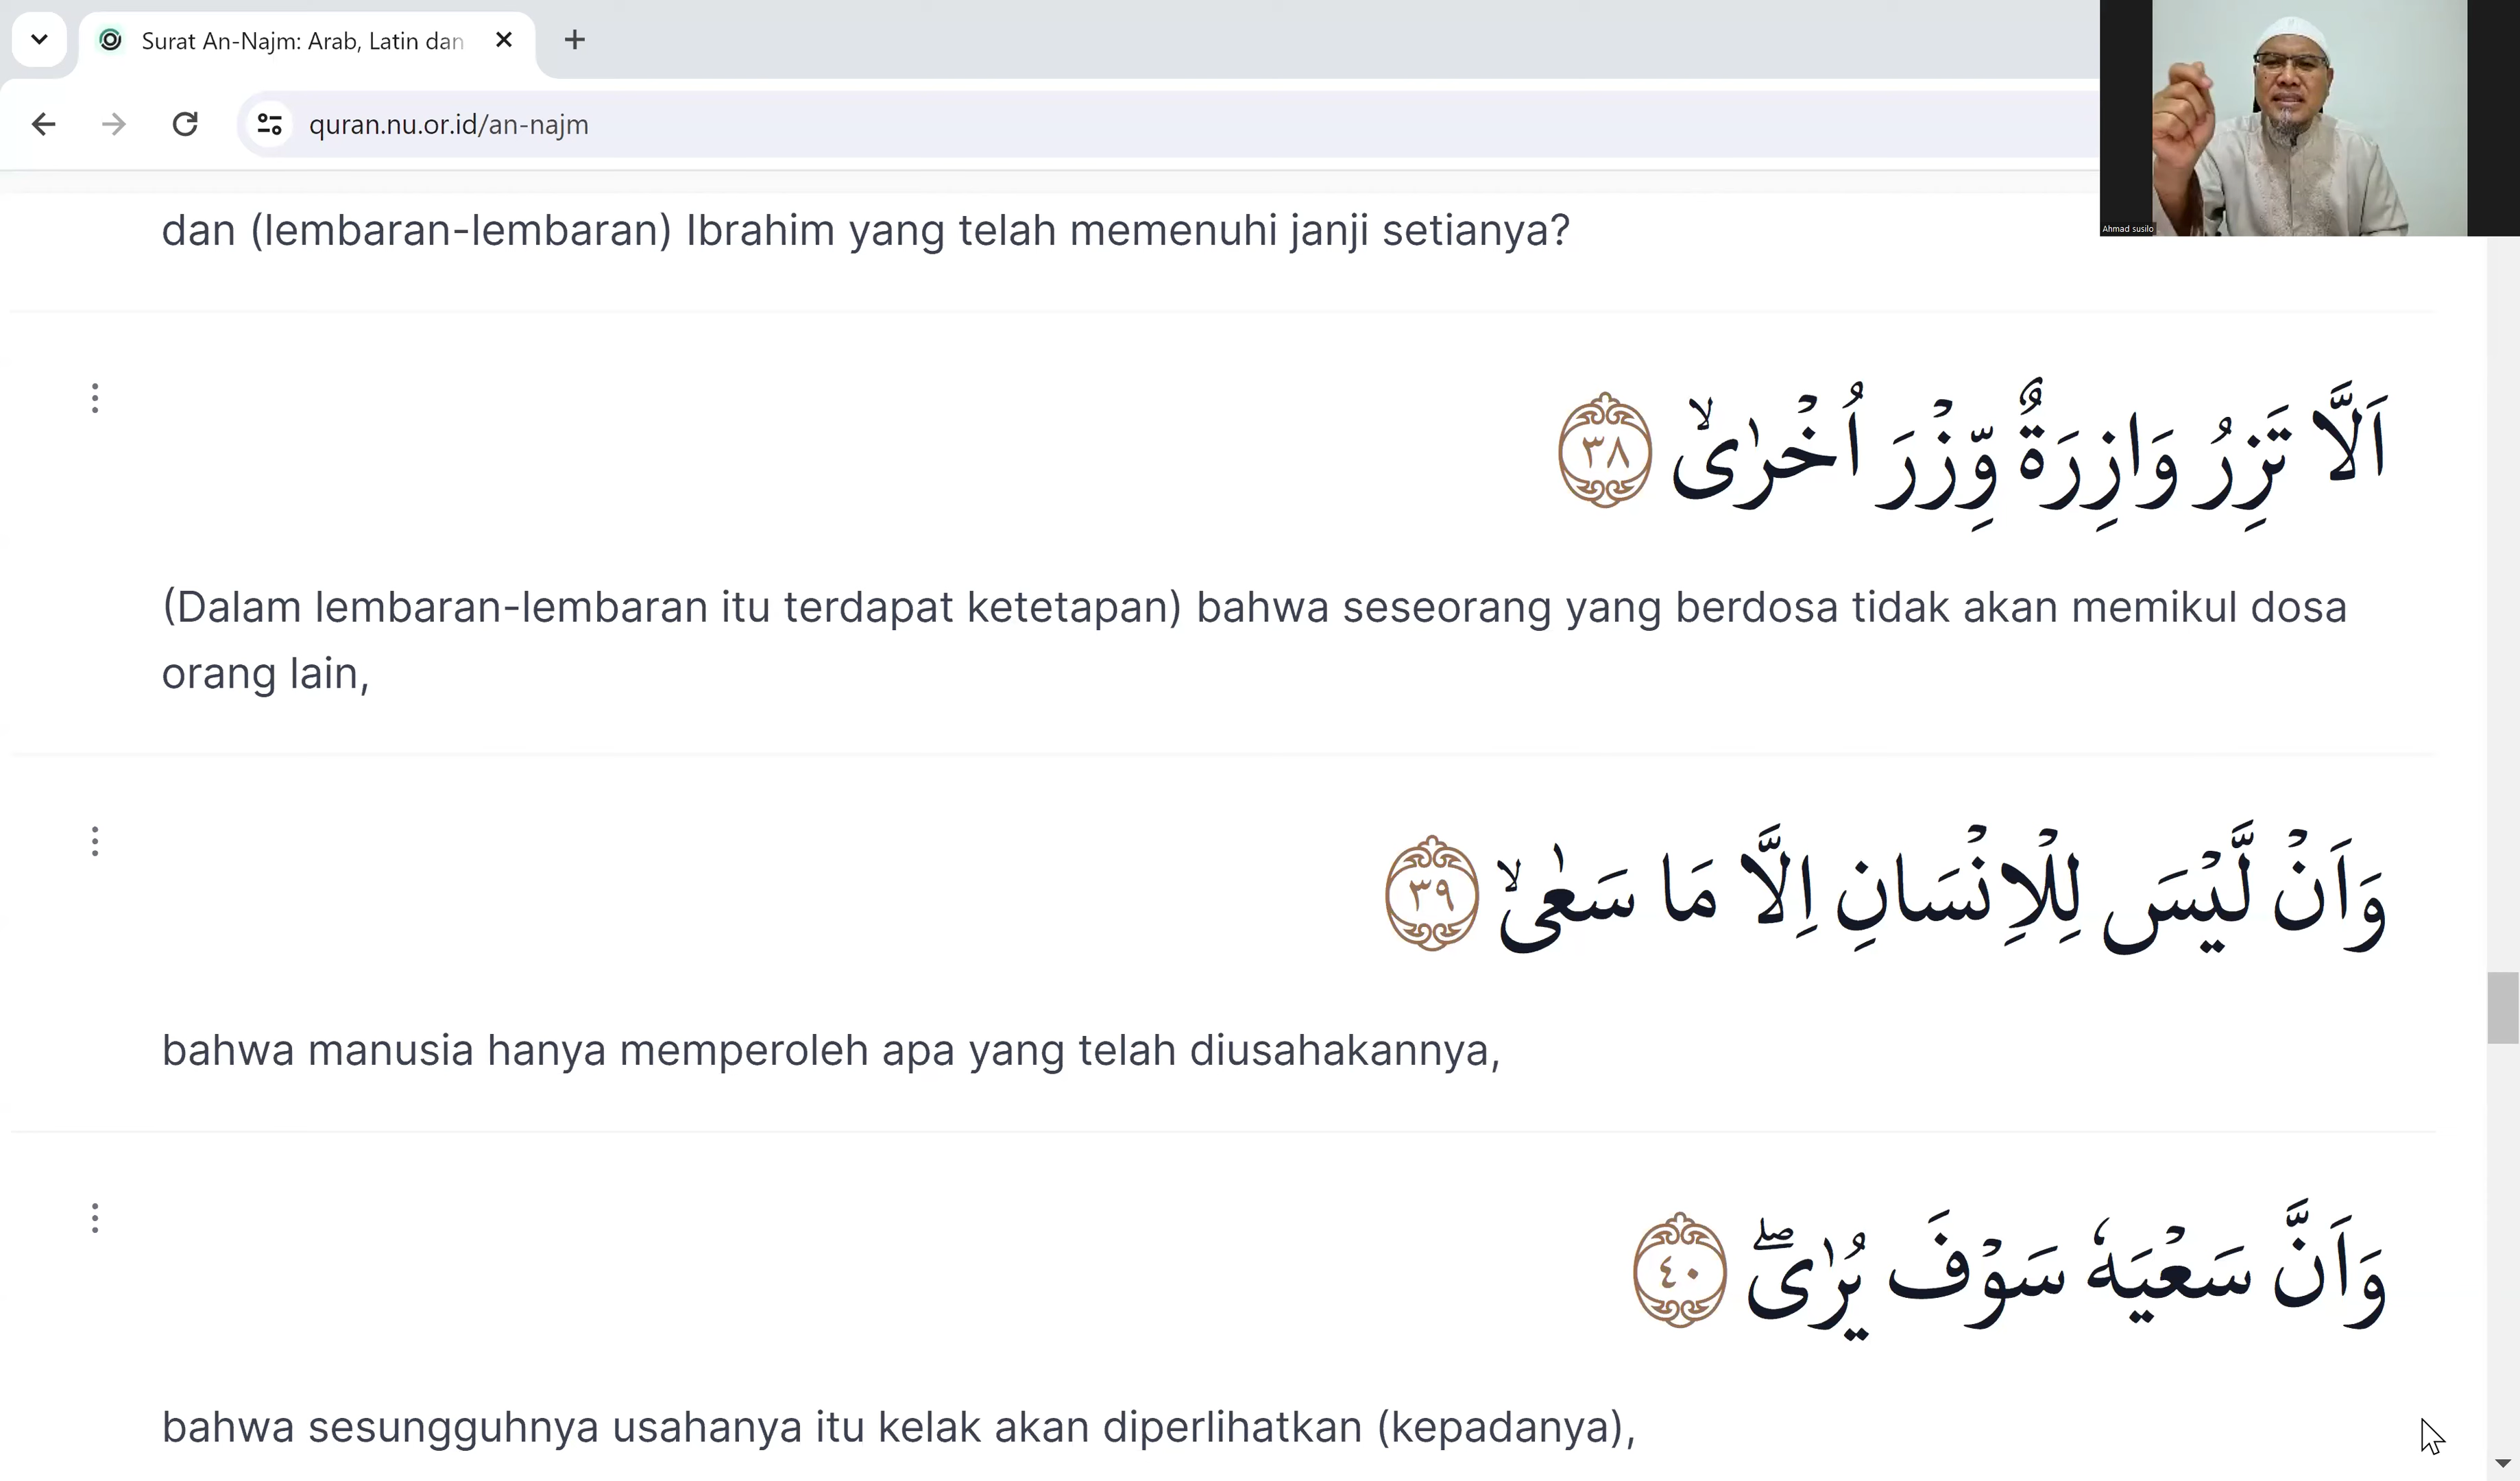 Surat An-Najm: Arab, Latin dan
quran.nu.or.id/an-najm
Ahmad susilo
dan (lembaran-lembaran) Ibrahim yang telah memenuhi janji setianya?
اَلَّا تَزِرُ وَازِرَةٌ وِّزْرَ اُخْرٰىۙ ٣٨
(Dalam lembaran-lembaran itu terdapat ketetapan) bahwa seseorang yang berdosa tidak akan memikul dosa
orang lain,
وَاَنْ لَّيْسَ لِلْاِنْسَانِ اِلَّا مَا سَعٰىۙ ٣٩
bahwa manusia hanya memperoleh apa yang telah diusahakannya,
وَاَنَّ سَعْيَهٗ سَوْفَ يُرٰىۖ ٤٠
bahwa sesungguhnya usahanya itu kelak akan diperlihatkan (kepadanya),